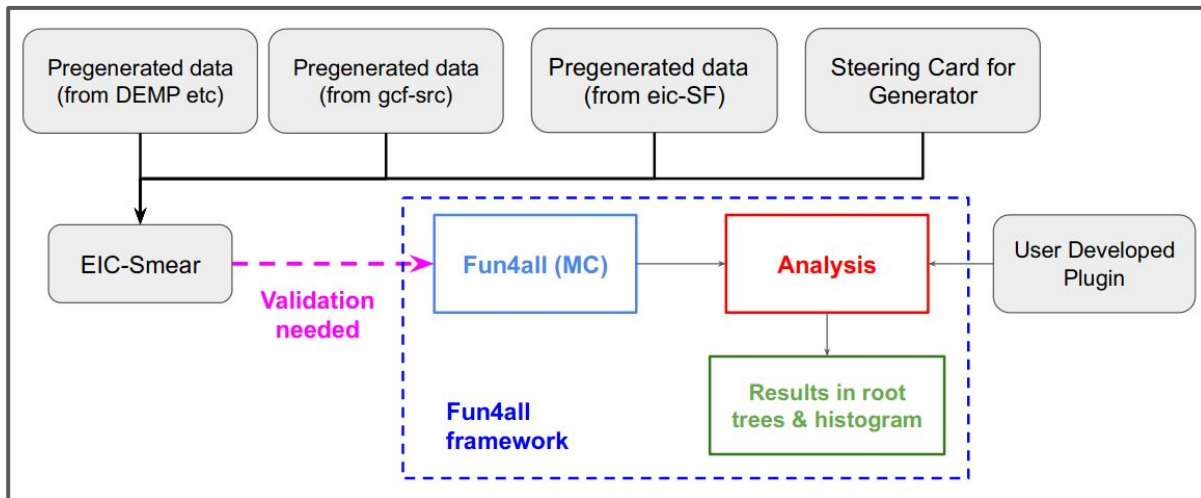 Pregenerated data
(from DEMP etc)
Pregenerated data
(from gcf-src)
Pregenerated data
(from eic-SF)
Steering Card for
Generator
EIC-Smear
Validation
needed
Fun4all (MC)
Analysis
User Developed
Plugin
Results in root
trees & histogram
Fun4all
framework